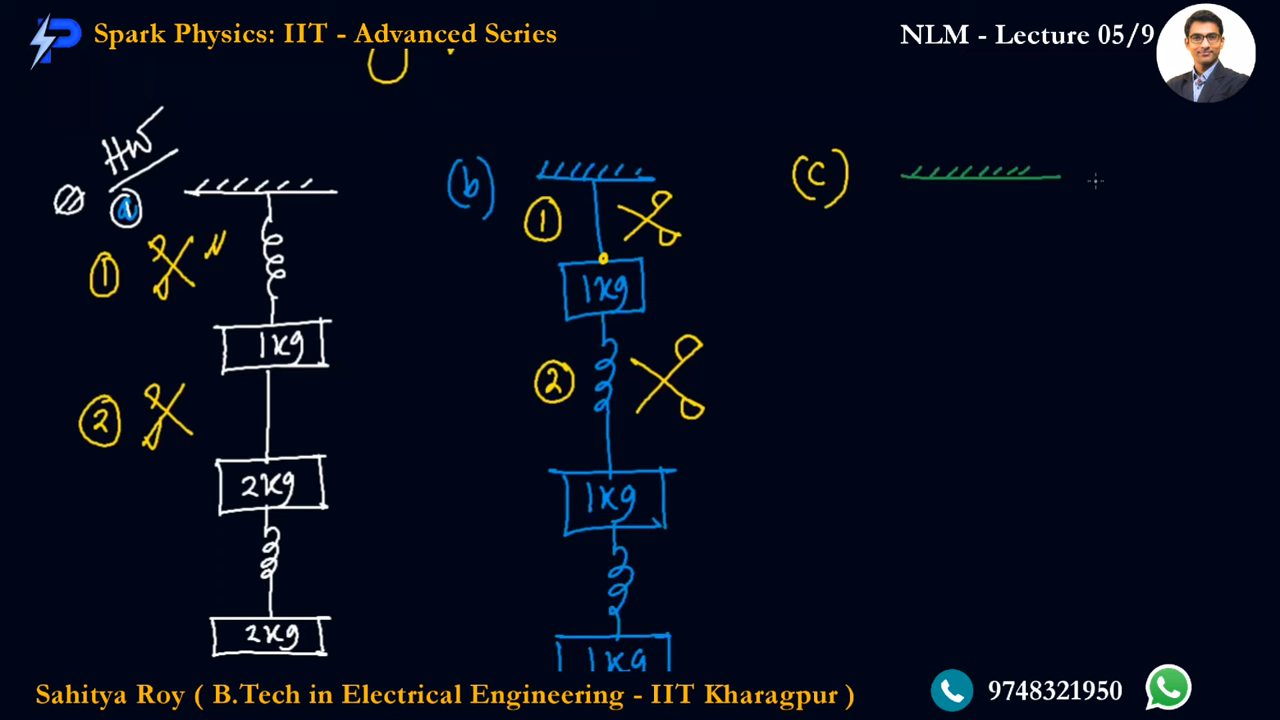 Spark Physics: IIT - Advanced Series
NLM - Lecture 05/9
HW
a
1
1kg
2
2kg
2kg
(b)
1
1kg
2
1kg
1kg
(c)
Sahitya Roy ( B.Tech in Electrical Engineering - IIT Kharagpur )
9748321950